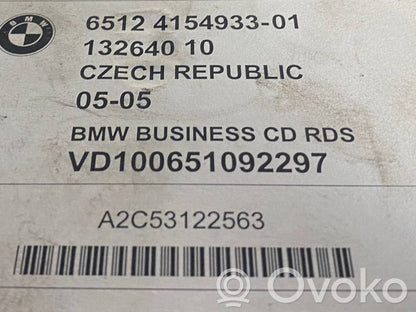 BMW
6512 4154933-01
132640 10
CZECH REPUBLIC
05-05
BMW BUSINESS CD RDS
VD100651092297
A2C53122563
Ovoko